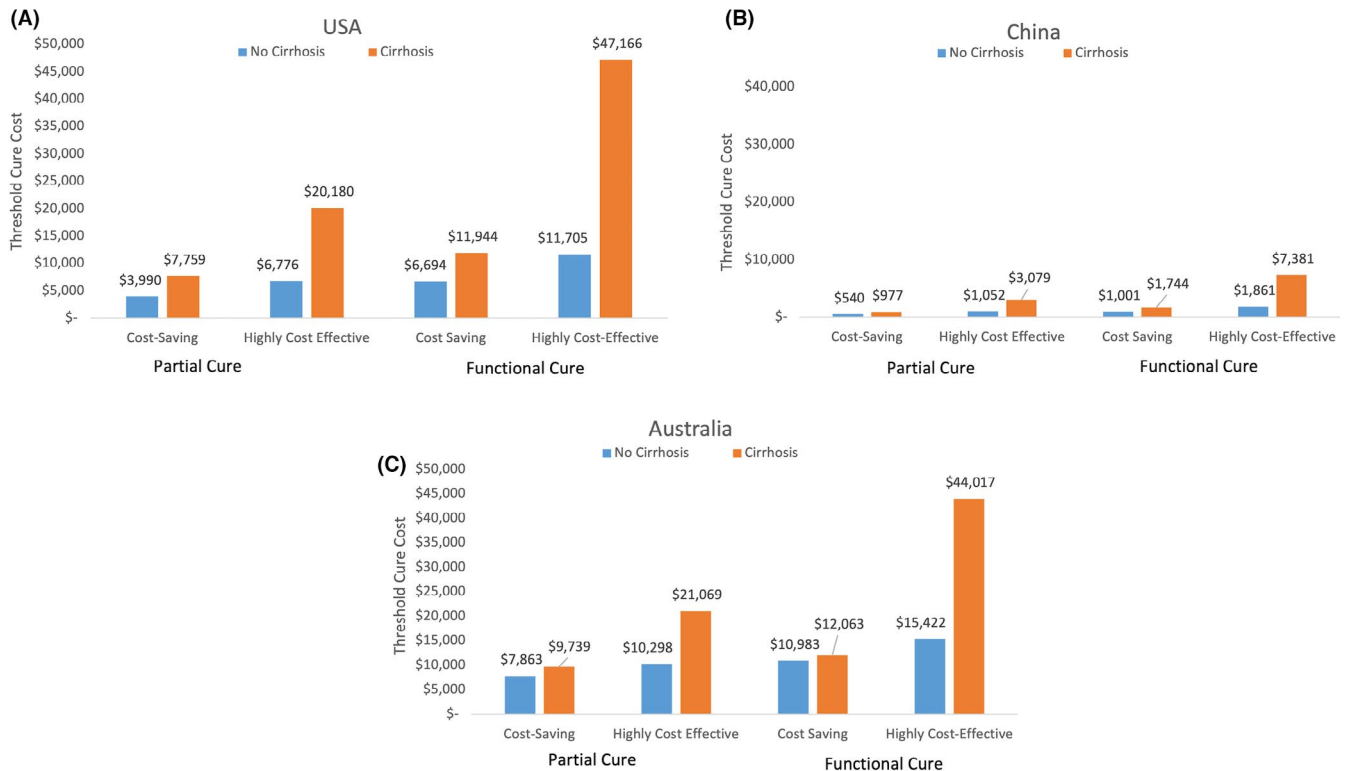 (A)
USA
No Cirrhosis Cirrhosis
Threshold Cure Cost
$50,000
$45,000
$40,000
$35,000
$30,000
$25,000
$20,000
$15,000
$10,000
$5,000
$-
$3,990 $7,759 $6,776 $20,180 $6,694 $11,944 $11,705 $47,166
Cost-Saving Highly Cost Effective Cost Saving Highly Cost-Effective
Partial Cure Functional Cure
(B)
China
No Cirrhosis Cirrhosis
Threshold Cure Cost
$40,000
$30,000
$20,000
$10,000
$-
$540 $977 $1,052 $3,079 $1,001 $1,744 $1,861 $7,381
Cost-Saving Highly Cost Effective Cost Saving Highly Cost-Effective
Partial Cure Functional Cure
(C)
Australia
No Cirrhosis Cirrhosis
Threshold Cure Cost
$50,000
$45,000
$40,000
$35,000
$30,000
$25,000
$20,000
$15,000
$10,000
$5,000
$-
$7,863 $9,739 $10,298 $21,069 $10,983 $12,063 $15,422 $44,017
Cost-Saving Highly Cost Effective Cost Saving Highly Cost-Effective
Partial Cure Functional Cure